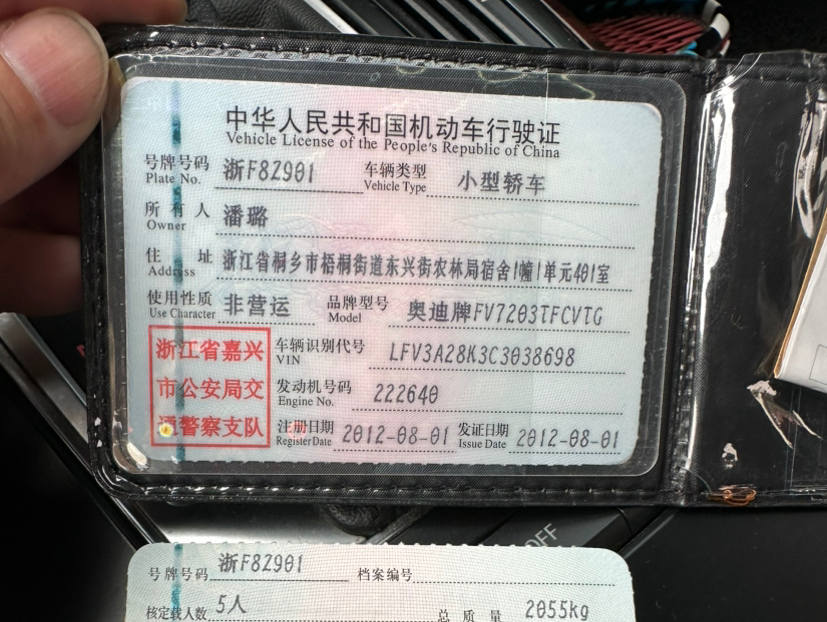 中华人民共和国机动车行驶证
Vehicle License of the People's Republic of China
号牌号码 浙F8Z901 车辆类型 小型轿车
Plate No. Vehicle Type
所有人 潘璐
Owner
住址 浙江省桐乡市梧桐街道东兴街农林局宿舍1幢1单元401室
Address
使用性质 非营运 品牌型号 奥迪牌FV7203TFCVTG
Use Character Model
浙江省嘉兴
市公安局交
通警察支队
车辆识别代号 LFV3A28K3C3038698
VIN
发动机号码 222640
Engine No.
注册日期 2012-08-01 发证日期 2012-08-01
Register Date Issue Date
OFF
号牌号码 浙F8Z901 档案编号
核定载人数 5人 总质量 2055kg